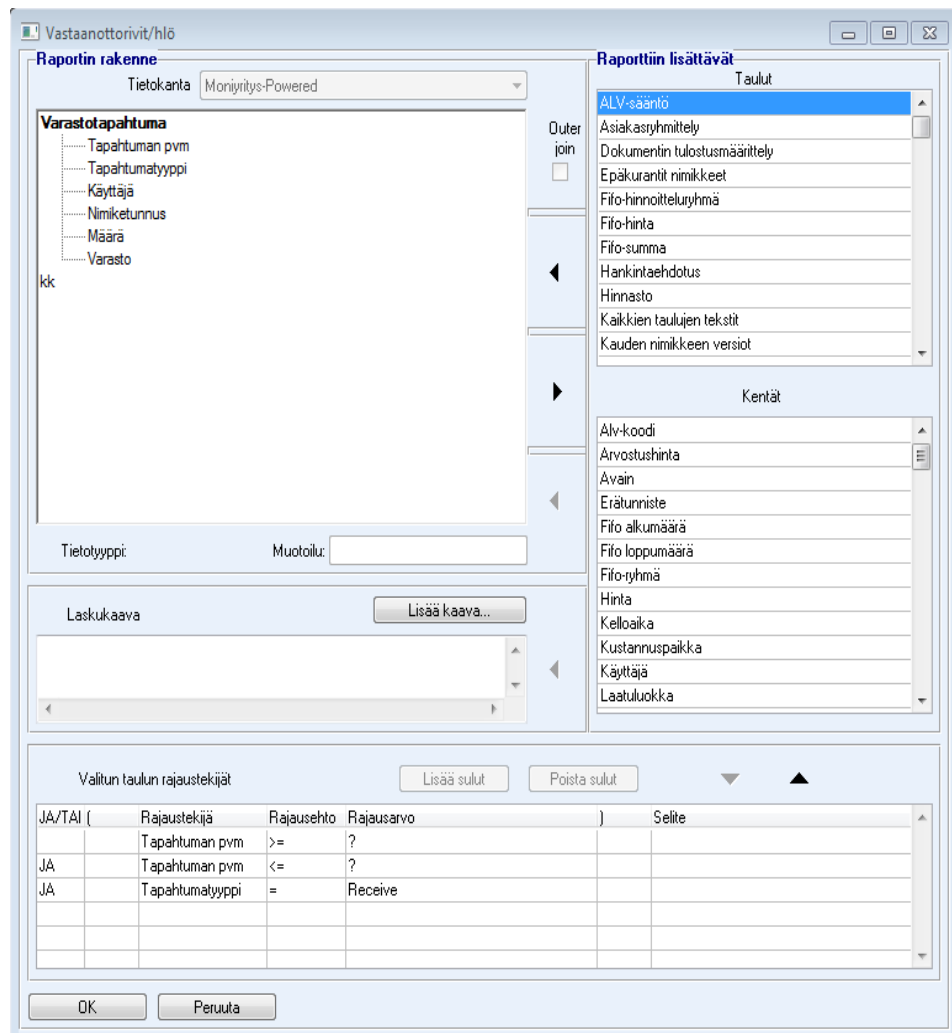 Vastaanottorivit/hlö
Raportin rakenne
Tietokanta Moniyritys-Powered
Varastotapahtuma
Tapahtuman pvm
Tapahtumatyyppi
Käyttäjä
Nimiketunnus
Määrä
Varasto
kk
Outer
join
Tietotyyppi: Muotoilu:
Laskukaava Lisää kaava...
Raporttiin lisättävät
Taulut
ALV-sääntö
Asiakasryhmittely
Dokumentin tulostusmäärittely
Epäkurantit nimikkeet
Fifo-hinnoitteluryhmä
Fifo-hinta
Fifo-summa
Hankintaehdotus
Hinnasto
Kaikkien taulujen tekstit
Kauden nimikkeen versiot
Kentät
Alv-koodi
Arvostushinta
Avain
Erätunniste
Fifo alkumäärä
Fifo loppumäärä
Fifo-ryhmä
Hinta
Kelloaika
Kustannuspaikka
Käyttäjä
Laatuluokka
Valitun taulun rajaustekijät Lisää sulut Poista sulut
JA/TAI ( Rajaustekijä Rajausehto Rajausarvo ) Selite
Tapahtuman pvm >= ?
JA Tapahtuman pvm <= ?
JA Tapahtumatyyppi = Receive
OK Peruuta